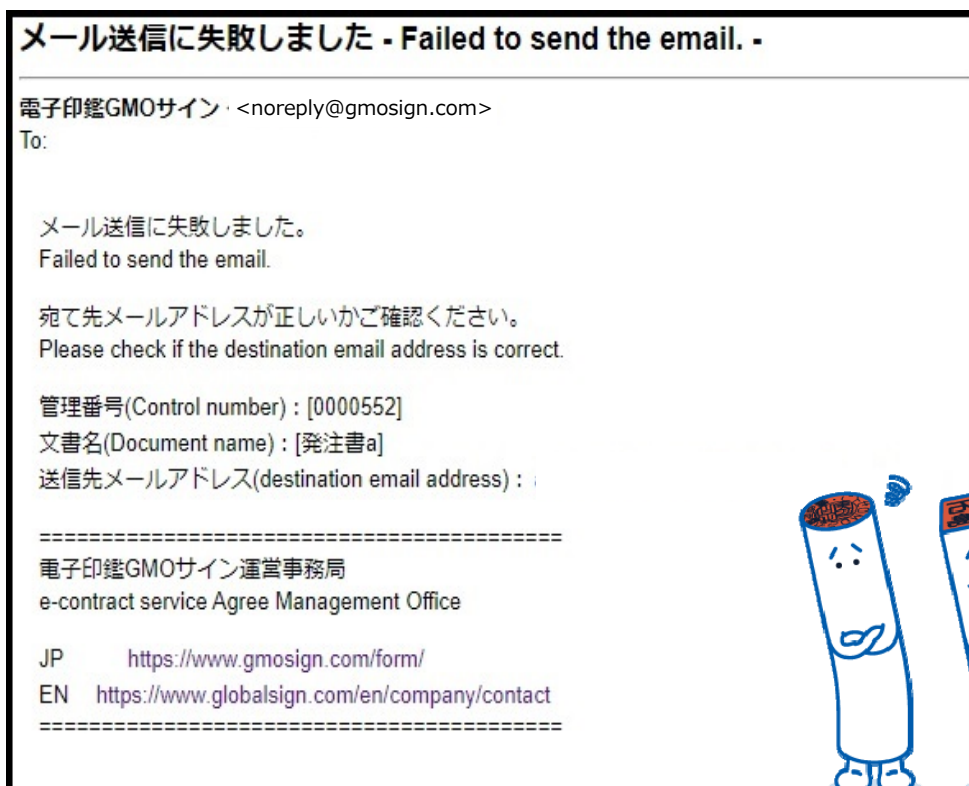 メール送信に失敗しました - Failed to send the email. -
電子印鑑GMOサイン <noreply@gmosign.com>
To:
メール送信に失敗しました。
Failed to send the email.
宛て先メールアドレスが正しいかご確認ください。
Please check if the destination email address is correct.
管理番号(Control number) : [0000552]
文書名(Document name) : [発注書a]
送信先メールアドレス(destination email address) :
==========================================
電子印鑑GMOサイン運営事務局
e-contract service Agree Management Office
JP https://www.gmosign.com/form/
EN https://www.globalsign.com/en/company/contact
==========================================